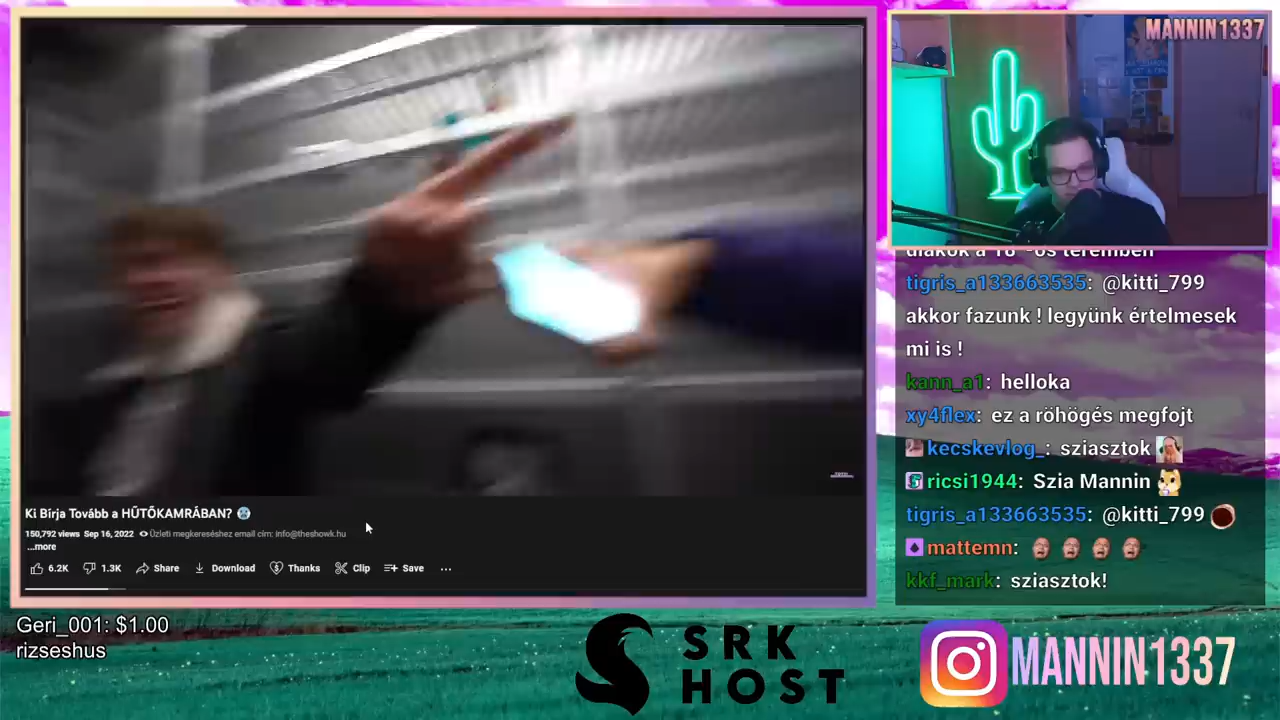 MANNIN1337
ulakok a 18°-os teremben
tigris_a133663535: @kitti_799
akkor fazunk ! legyünk értelmesek
mi is !
kann_a1: helloka
xy4flex: ez a röhögés megfojt
kecskevlog_: sziasztok
ricsi1944: Szia Mannin
tigris_a133663535: @kitti_799
mattemn:
kkf_mark: sziasztok!
Ki Bírja Tovább a HŰTŐKAMRÁBAN?
150,792 views Sep 16, 2022 Üzleti megkereséshez email cím: info@theshowk.hu
...more
6.2K 1.3K Share Download Thanks Clip Save ...
Geri_001: $1.00
rizseshus
SRK
HOST
MANNIN1337